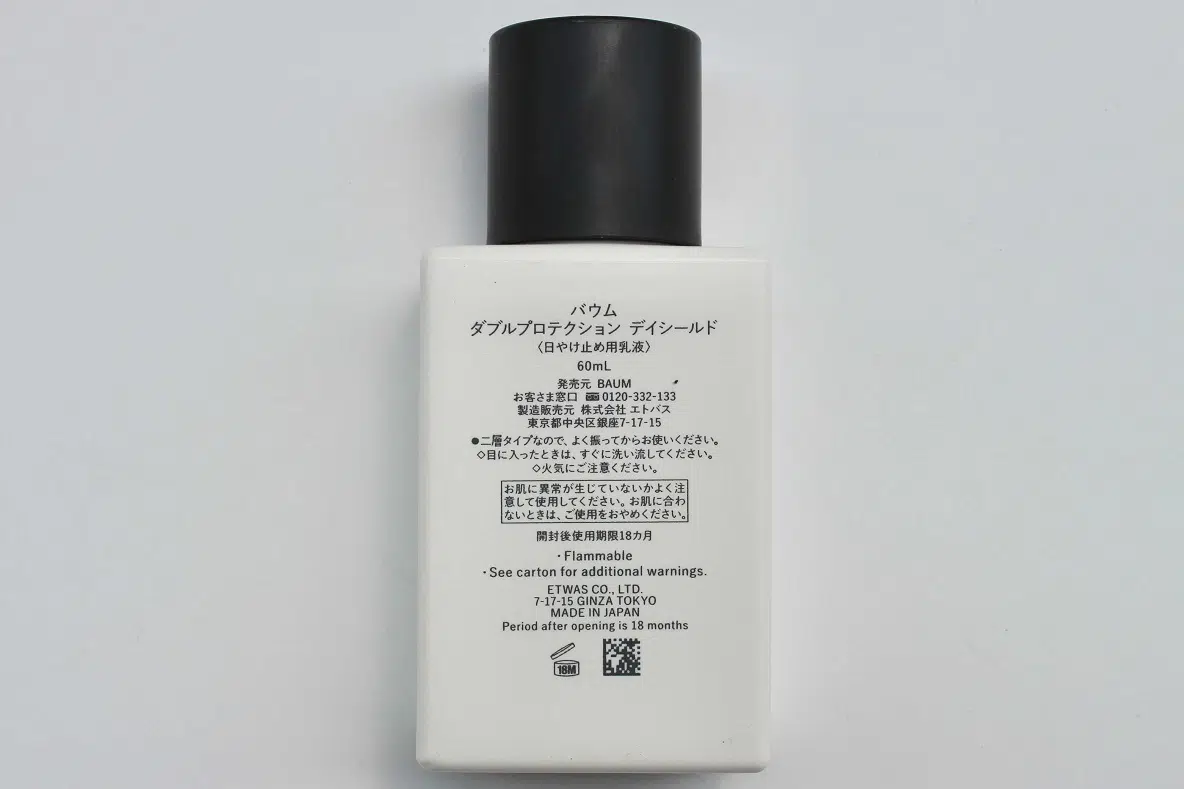 バウム
ダブルプロテクション デイシールド
〈日やけ止め用乳液〉
60mL
発売元 BAUM
お客さま窓口 0120-332-133
製造販売元 株式会社 エトバス
東京都中央区銀座7-17-15
●二層タイプなので、よく振ってからお使いください。
◇目に入ったときは、すぐに洗い流してください。
◇火気にご注意ください。
お肌に異常が生じていないかよく注
意して使用してください。お肌に合わ
ないときは、ご使用をおやめください。
開封後使用期限18カ月
・Flammable
・See carton for additional warnings.
ETWAS CO., LTD.
7-17-15 GINZA TOKYO
MADE IN JAPAN
Period after opening is 18 months
18M